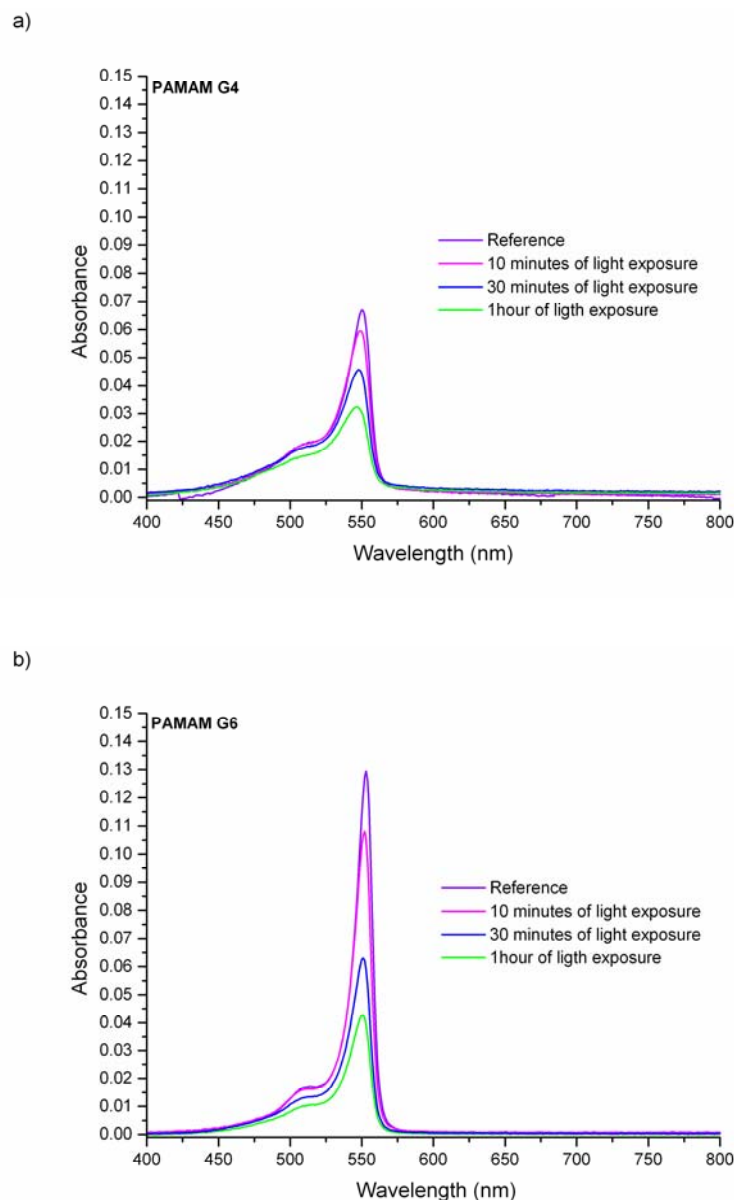 a)
PAMAM G4
0.15
0.14
0.13
0.12
0.11
0.10
0.09
0.08
0.07
0.06
0.05
0.04
0.03
0.02
0.01
0.00
Absorbance
Reference
10 minutes of light exposure
30 minutes of light exposure
1hour of ligth exposure
400 450 500 550 600 650 700 750 800
Wavelength (nm)
b)
PAMAM G6
0.15
0.14
0.13
0.12
0.11
0.10
0.09
0.08
0.07
0.06
0.05
0.04
0.03
0.02
0.01
0.00
Absorbance
Reference
10 minutes of light exposure
30 minutes of light exposure
1hour of ligth exposure
400 450 500 550 600 650 700 750 800
Wavelength (nm)